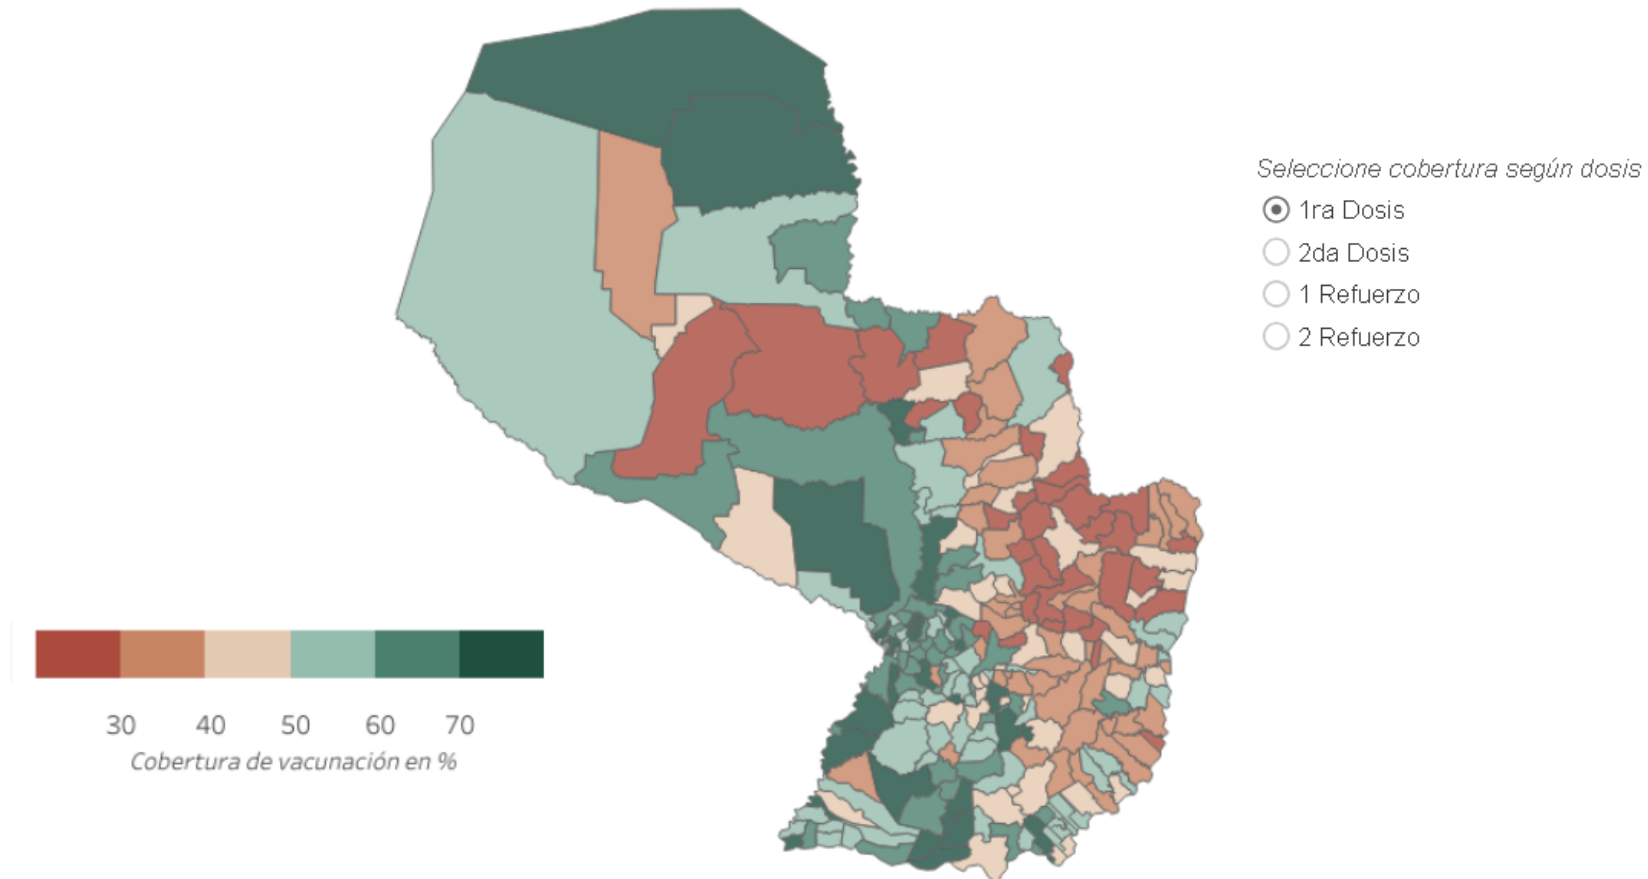 Seleccione cobertura según dosis
1ra Dosis
2da Dosis
1 Refuerzo
2 Refuerzo
30 40 50 60 70
Cobertura de vacunación en %